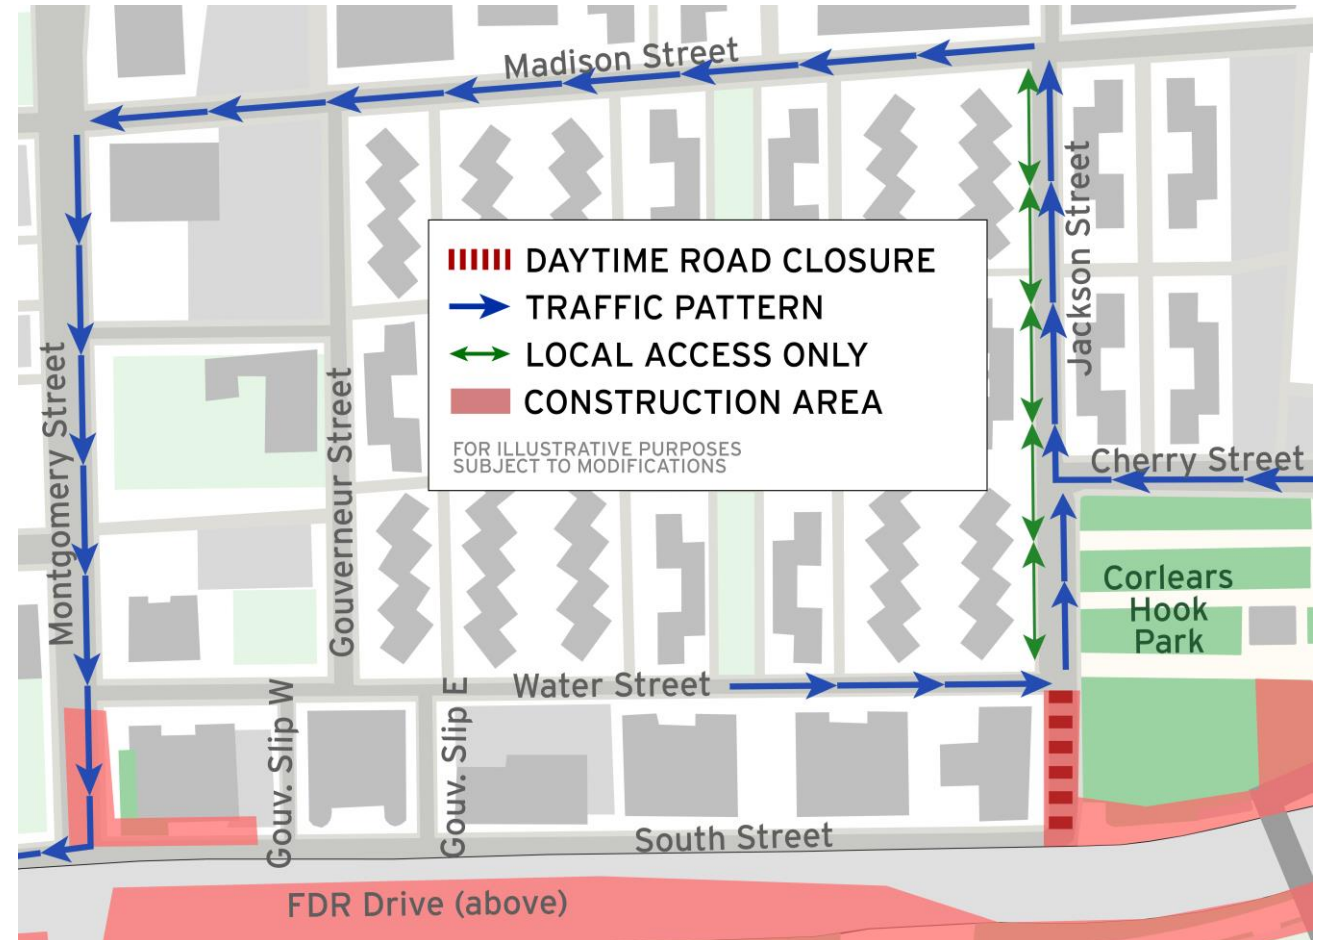 Madison Street
Jackson Street
DAYTIME ROAD CLOSURE
TRAFFIC PATTERN
LOCAL ACCESS ONLY
CONSTRUCTION AREA
FOR ILLUSTRATIVE PURPOSES
SUBJECT TO MODIFICATIONS
Montgomery Street
Gouverneur Street
Cherry Street
Corlears
Hook
Park
Water Street
Gouv. Slip W
Gouv. Slip E
South Street
FDR Drive (above)